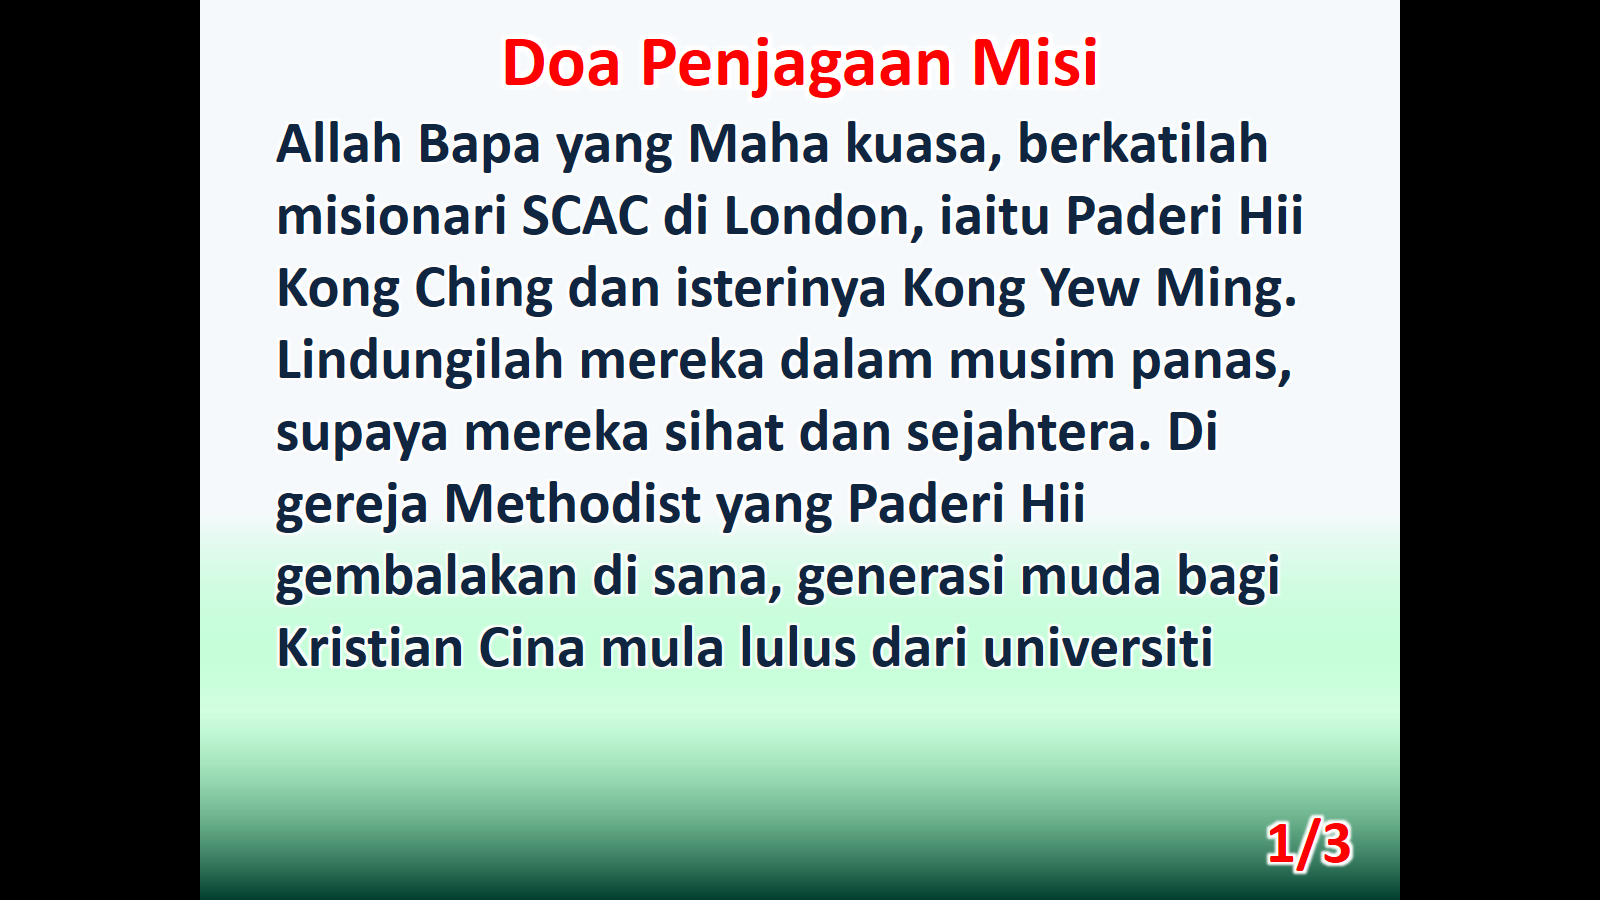 Doa Penjagaan Misi
Allah Bapa yang Maha kuasa, berkatilah
misionari SCAC di London, iaitu Paderi Hii
Kong Ching dan isterinya Kong Yew Ming.
Lindungilah mereka dalam musim panas,
supaya mereka sihat dan sejahtera. Di
gereja Methodist yang Paderi Hii
gembalakan di sana, generasi muda bagi
Kristian Cina mula lulus dari universiti
1/3